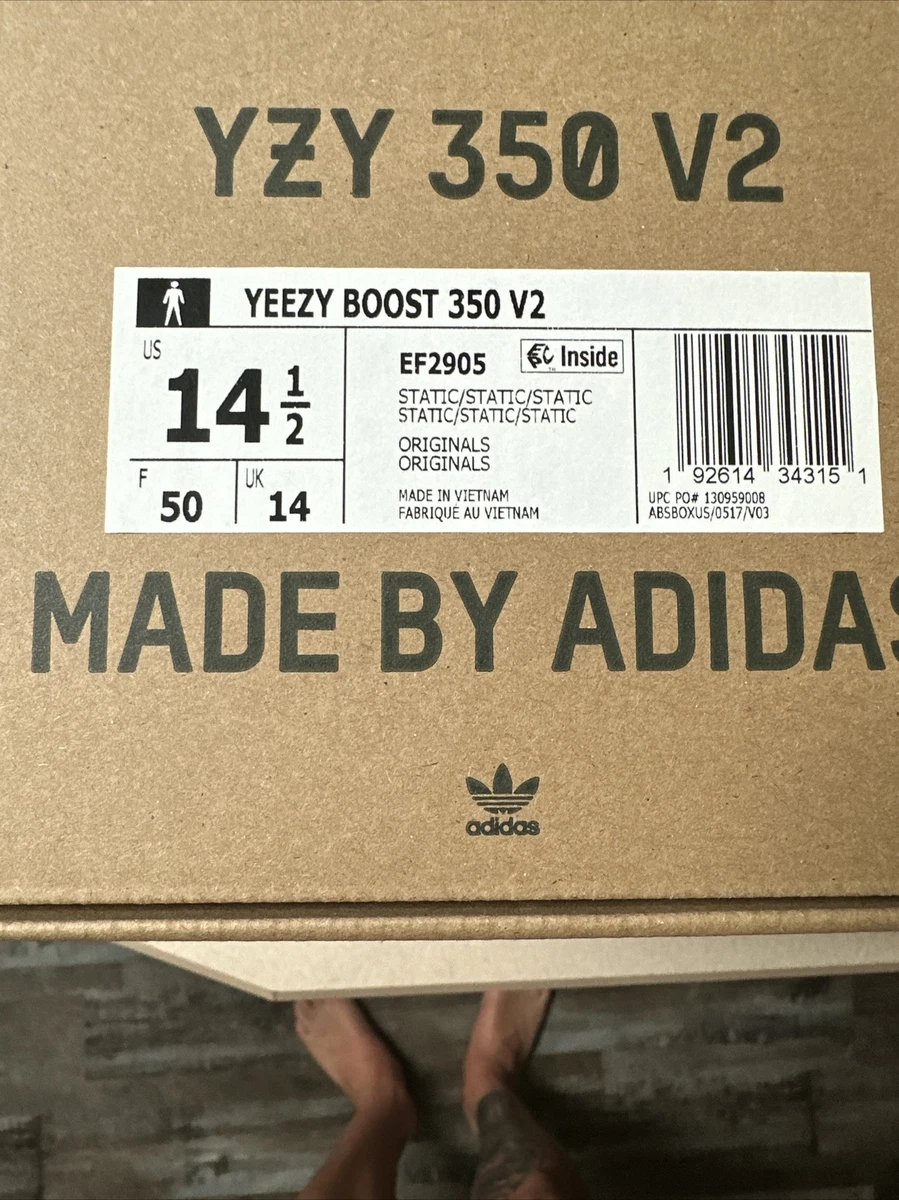 YZY 350 V2
YEEZY BOOST 350 V2
US
14 1/2
F
50
UK
14
EF2905
€C Inside
TM
STATIC/STATIC/STATIC
STATIC/STATIC/STATIC
ORIGINALS
ORIGINALS
MADE IN VIETNAM
FABRIQUÉ AU VIETNAM
1 92614 34315 1
UPC PO# 130959008
ABSBOXUS/0517/V03
MADE BY ADIDAS
adidas